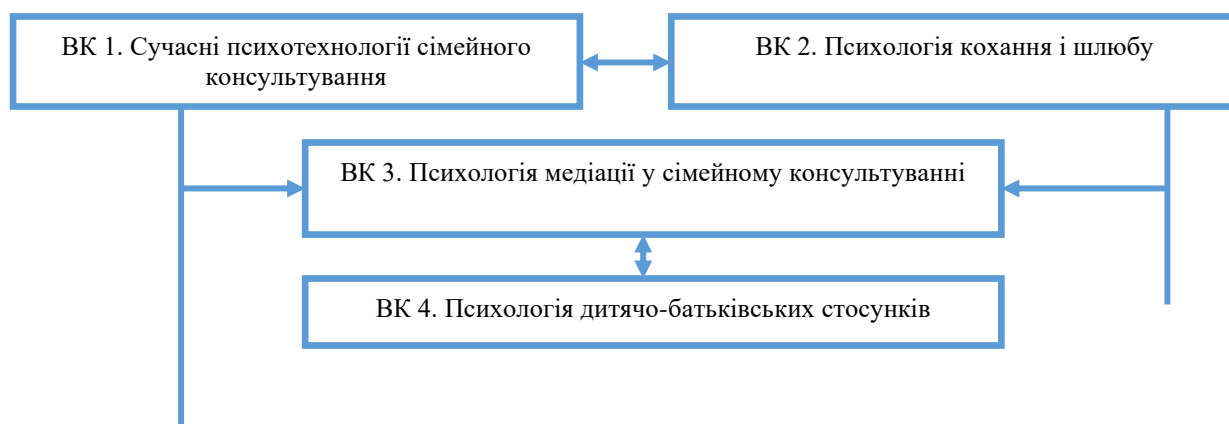 ВК 1. Сучасні психотехнології сімейного
консультування
ВК 2. Психологія кохання і шлюбу
ВК 3. Психологія медіації у сімейному консультуванні
ВК 4. Психологія дитячо-батьківських стосунків